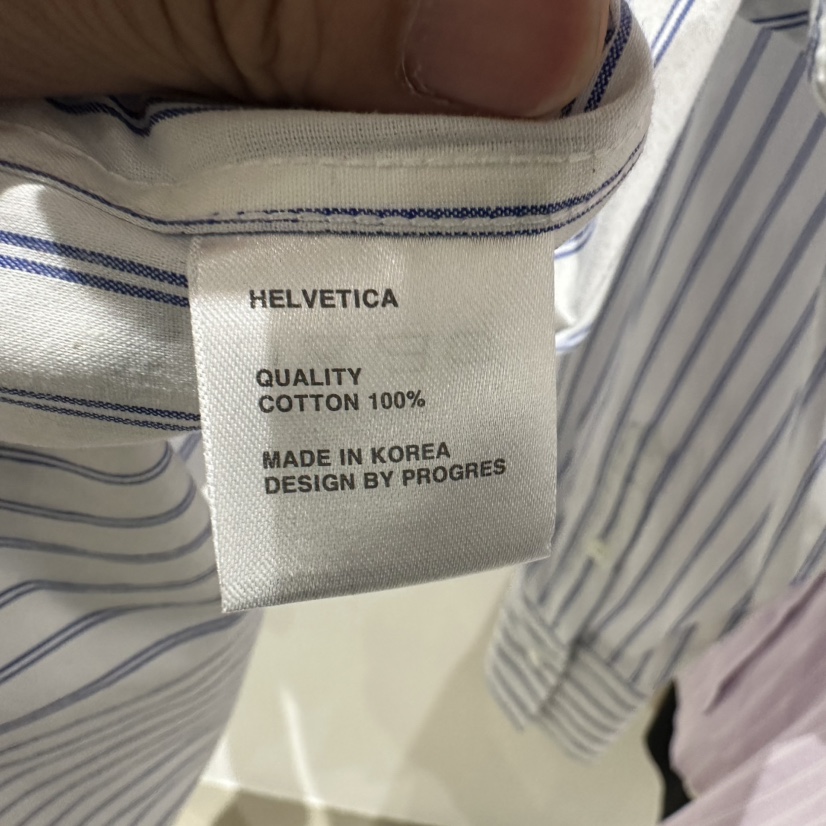 HELVETICA
QUALITY
COTTON 100%
MADE IN KOREA
DESIGN BY PROGRES